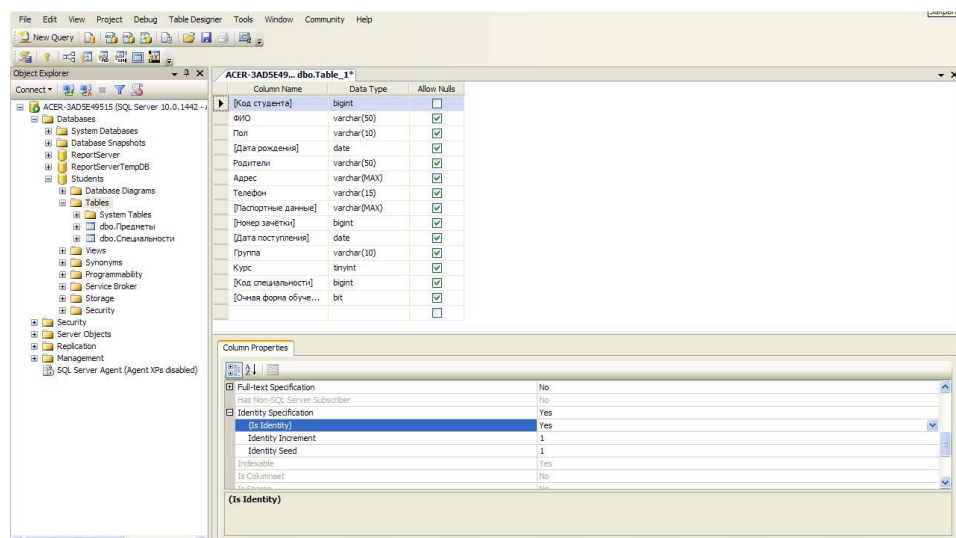 File Edit View Project Debug Table Designer Tools Window Community Help
New Query
Object Explorer
Connect
ACER-3AD5E49515 (SQL Server 10.0.1442 -
Databases
System Databases
Database Snapshots
ReportServer
ReportServerTempDB
Students
Database Diagrams
Tables
System Tables
dbo.Предметы
dbo.Специальности
Views
Synonyms
Programmability
Service Broker
Storage
Security
Security
Server Objects
Replication
Management
SQL Server Agent (Agent XPs disabled)
ACER-3AD5E49... dbo.Table_1*
Column Name Data Type Allow Nulls
[Код студента] bigint
ФИО varchar(50)
Пол varchar(10)
[Дата рождения] date
Родители varchar(50)
Адрес varchar(MAX)
Телефон varchar(15)
[Паспортные данные] varchar(MAX)
[Номер зачётки] bigint
[Дата поступления] date
Группа varchar(10)
Курс tinyint
[Код специальности] bigint
[Очная форма обуче... bit
Column Properties
Full-text Specification No
Has Non-SQL Server Subscriber No
Identity Specification Yes
(Is Identity) Yes
Identity Increment 1
Identity Seed 1
Indexable Yes
Is Columnset No
(Is Identity)